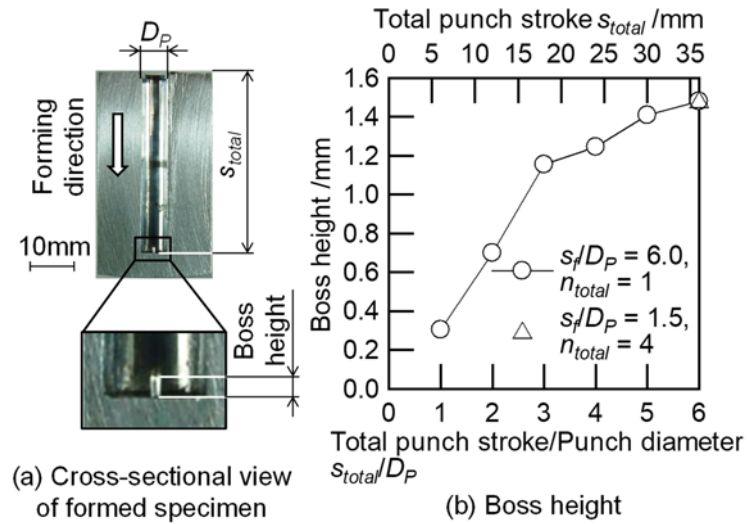 D_P
Forming
direction
s_total
10mm
Boss
height
(a) Cross-sectional view
of formed specimen
Total punch stroke s_total /mm
0 5 10 15 20 25 30 35
Boss height /mm
1.6
1.4
1.2
1.0
0.8
0.6
0.4
0.2
0.0
s_f/D_P = 6.0,
n_total = 1
s_f/D_P = 1.5,
n_total = 4
0 1 2 3 4 5 6
Total punch stroke/Punch diameter
s_total/D_P
(b) Boss height